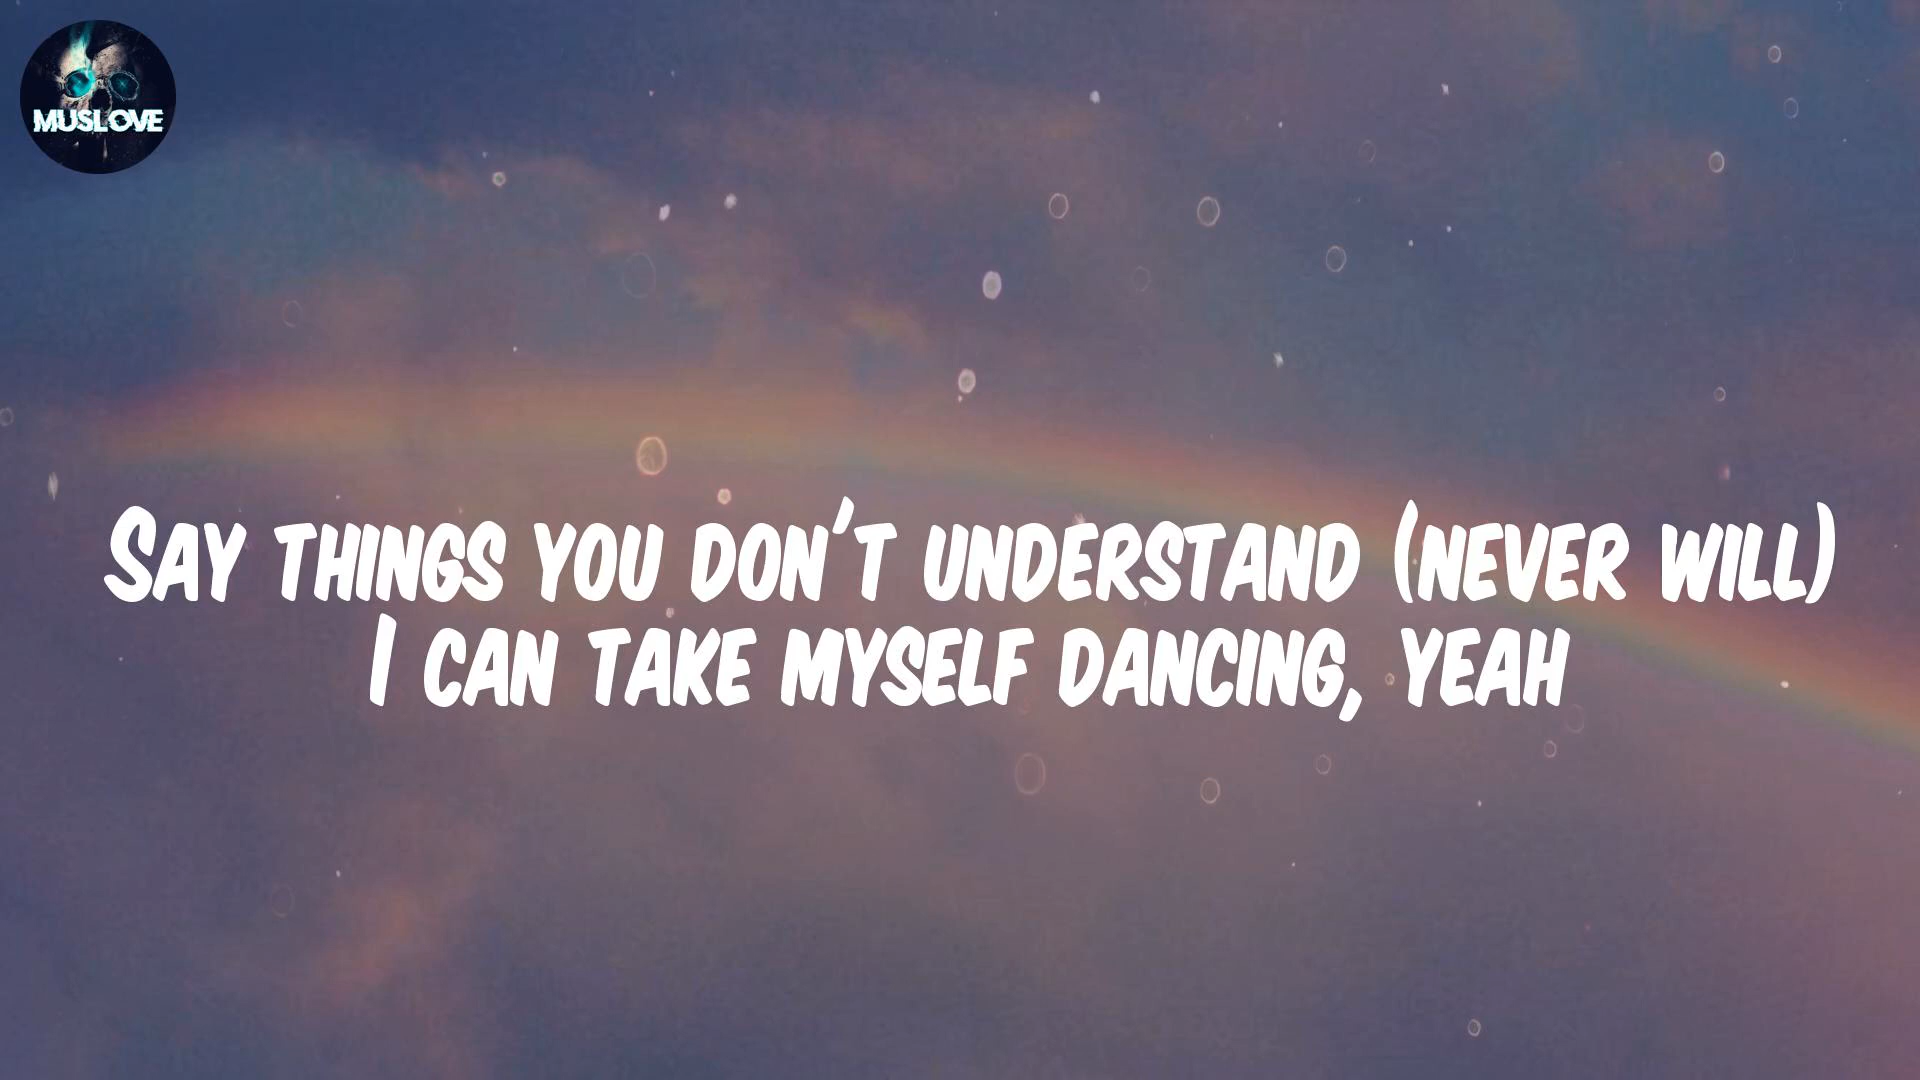 MUSLOVE
SAY THINGS YOU DON'T UNDERSTAND (NEVER WILL)
I CAN TAKE MYSELF DANCING, YEAH